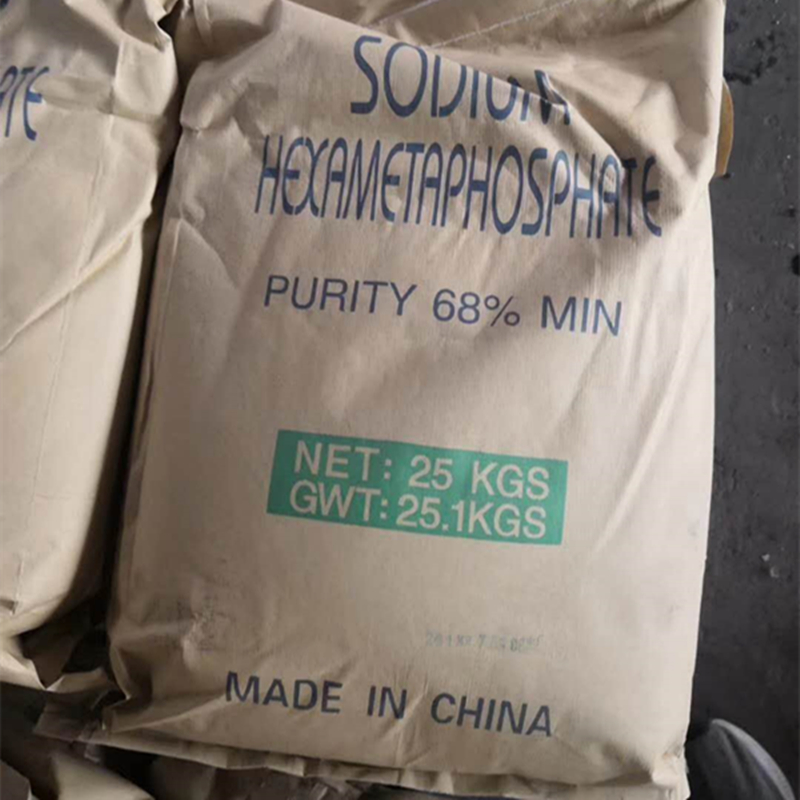 SODIUM
HEXAMETAPHOSPHATE
PURITY 68% MIN
NET: 25 KGS
GWT: 25.1KGS
MADE IN CHINA